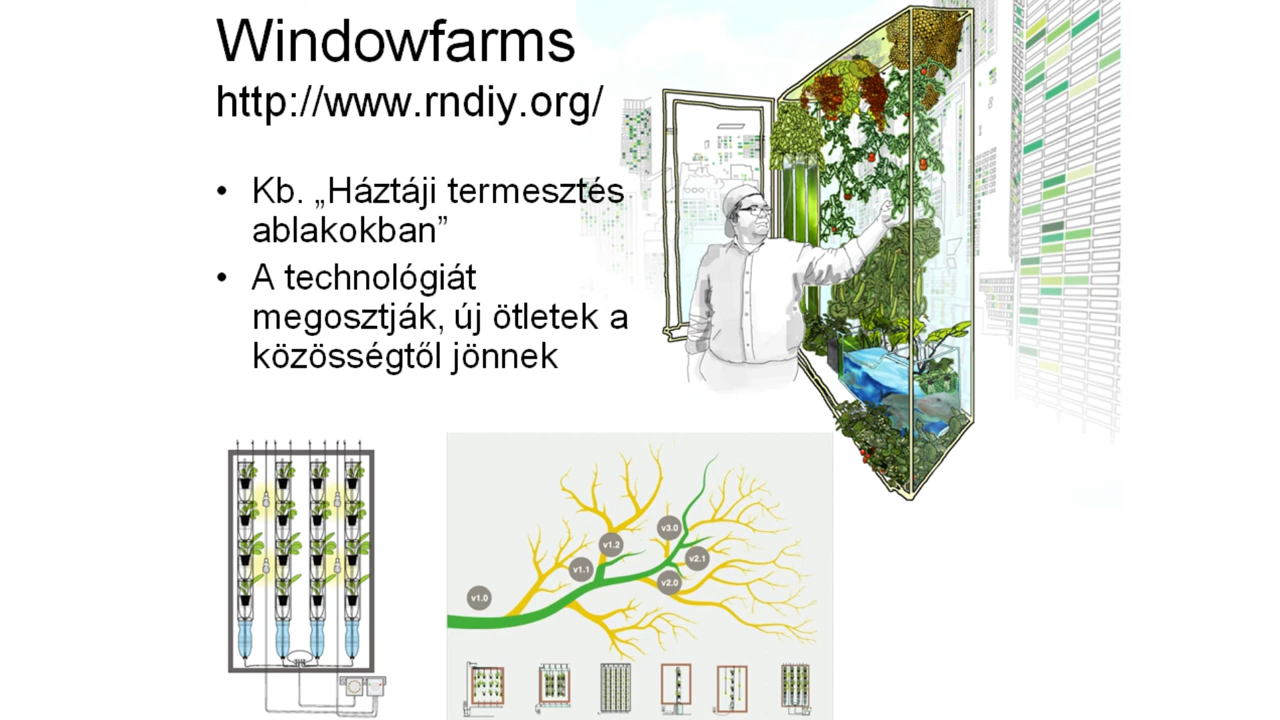 Windowfarms
http://www.rndiy.org/
• Kb. „Háztáji termesztés
ablakokban”
• A technológiát
megosztják, új ötletek a
közösségtől jönnek
v1.0
v1.1
v1.2
v3.0
v2.1
v2.0